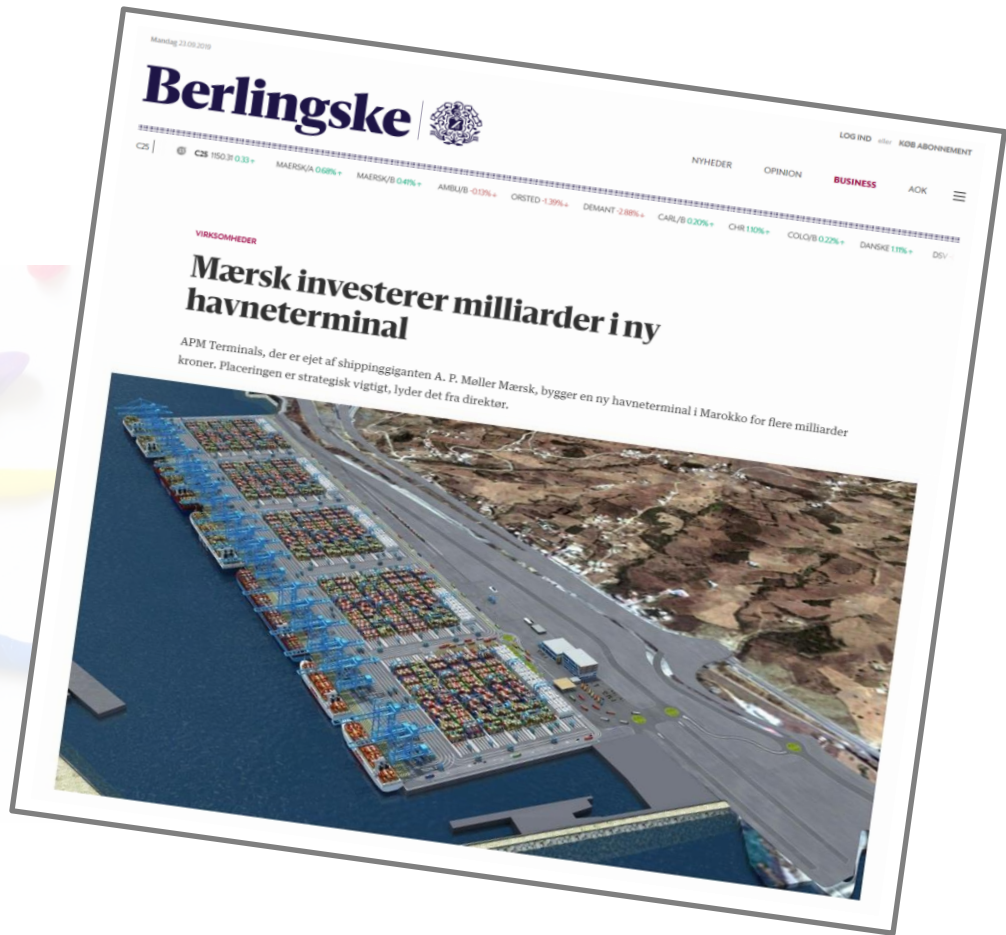 Mandag 23.09.2019
Berlingske
LOG IND eller KØB ABONNEMENT
NYHEDER OPINION BUSINESS AOK
C25 C25 1150.31 0.33 MAERSK/A 0.68% MAERSK/B 0.41% AMBU/B -0.13% ORSTED -1.39% DEMANT -2.88% CARL/B 0.20% CHR 1.10% COLO/B 0.22% DANSKE 1.11% DSV
VIRKSOMHEDER
Mærsk investerer milliarder i ny
havneterminal
APM Terminals, der er ejet af shippinggiganten A. P. Møller Mærsk, bygger en ny havneterminal i Marokko for flere milliarder
kroner. Placeringen er strategisk vigtigt, lyder det fra direktør.